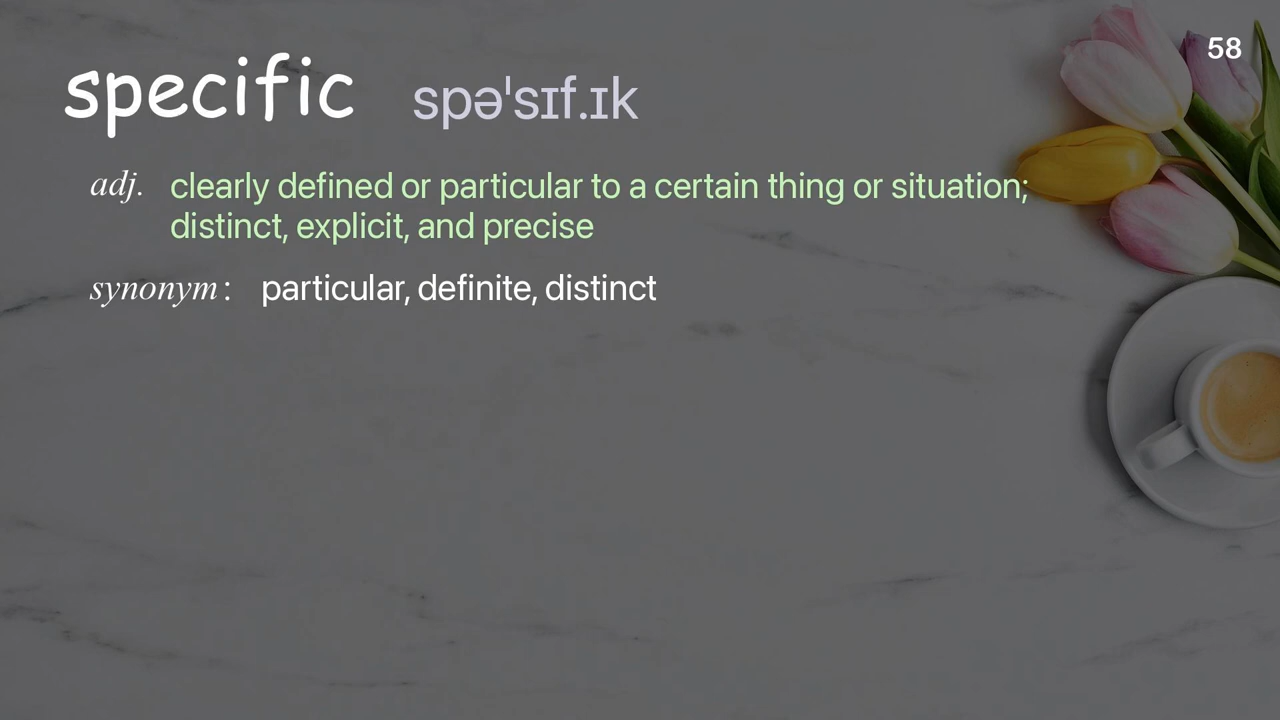 58
specific spəˈsɪf.ɪk
adj. clearly defined or particular to a certain thing or situation;
distinct, explicit, and precise
synonym: particular, definite, distinct